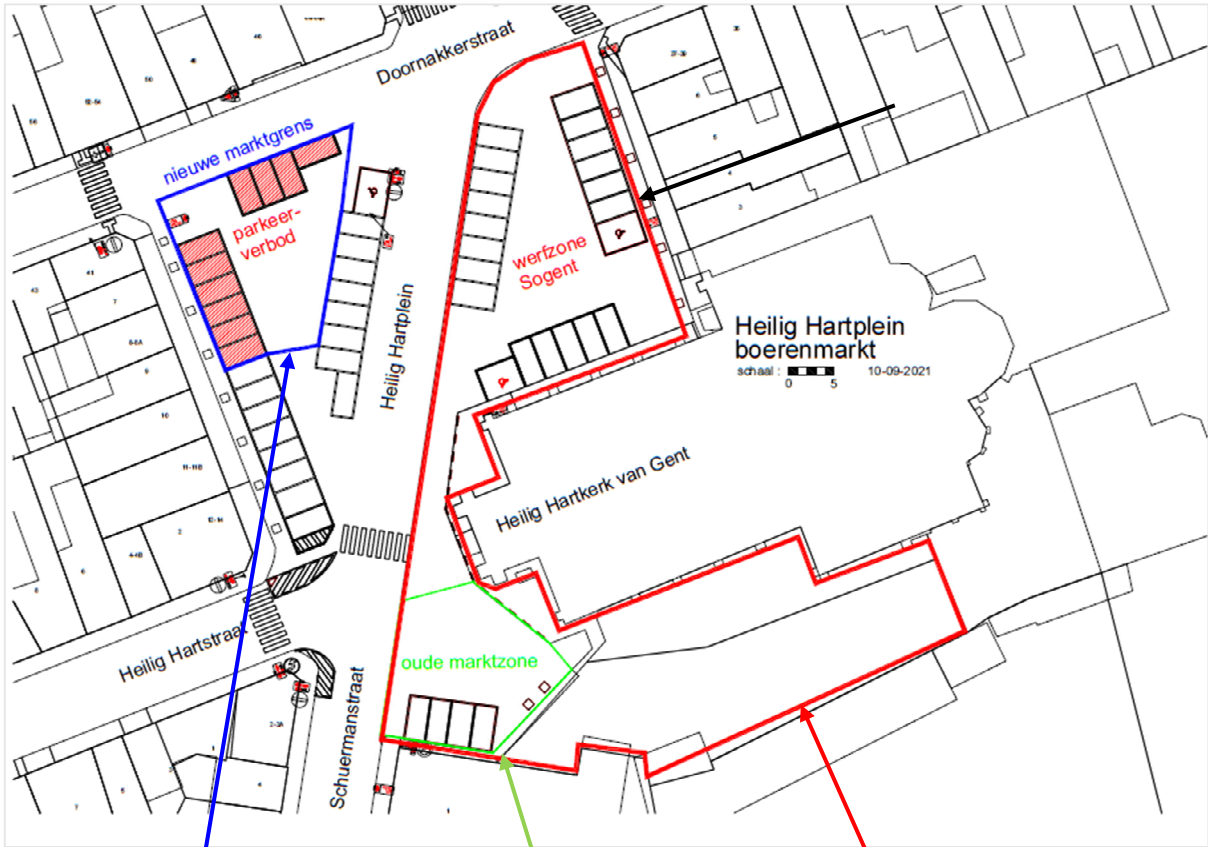 Doornakkerstraat
nieuwe marktgrens
parkeer-
verbod
werfzone
Sogent
Heilig Hartplein
Heilig Hartplein
boerenmarkt
schaal :
0 5
10-09-2021
Heilig Hartkerk van Gent
oude marktzone
Heilig Hartstraat
Schuermanstraat